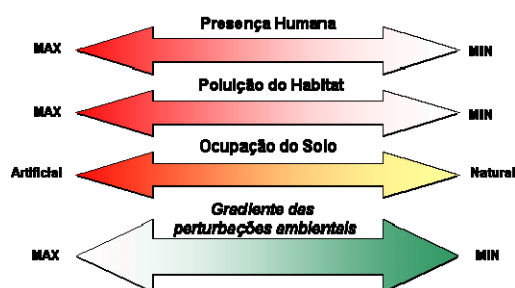 Presença Humana
MAX
MIN
Poluição do Habitat
MAX
MIN
Ocupação do Solo
Artificial
Natural
Gradiente das
perturbações ambientais
MAX
MIN